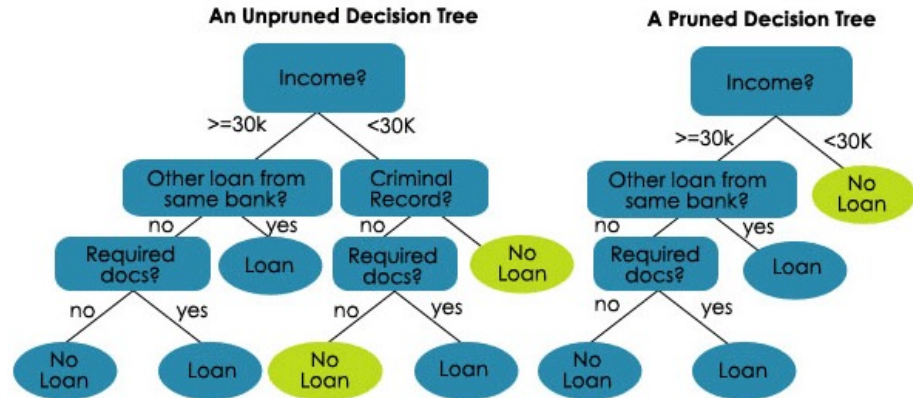 An Unpruned Decision Tree
Income?
>=30k
<30K
Other loan from
same bank?
Criminal
Record?
no
yes
no
Required
docs?
Loan
Required
docs?
No
Loan
no
yes
no
yes
No
Loan
Loan
No
Loan
Loan
A Pruned Decision Tree
Income?
>=30k
<30K
Other loan from
same bank?
No
Loan
no
yes
Required
docs?
Loan
no
yes
No
Loan
Loan